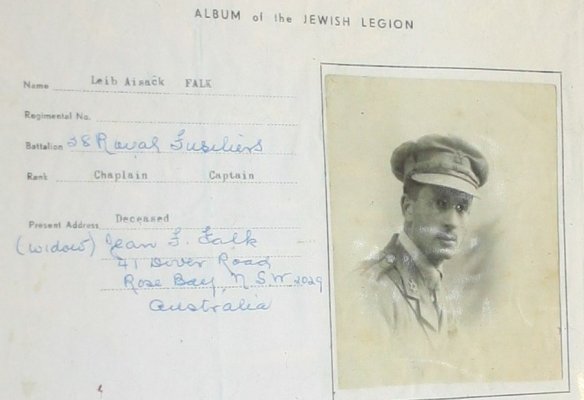 ALBUM of the JEWISH LEGION
Name Leib Aisack FALK
Regimental No.
Battalion 38 Royal Fusiliers
Rank Chaplain Captain
Present Address Deceased
(widow) Jean F. Falk
41 Dover Road
Rose Bay, N.S.W 2029
Australia